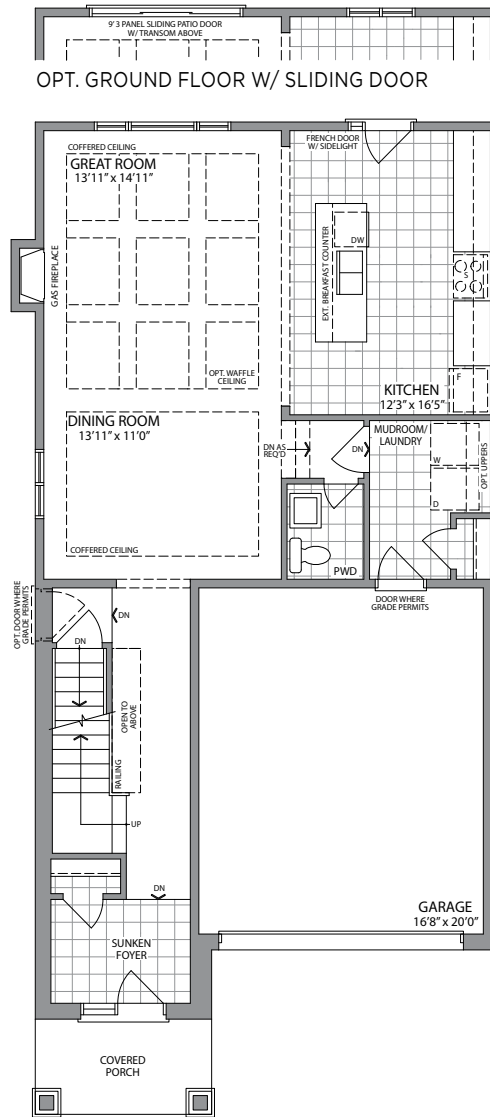 9' 3 PANEL SLIDING PATIO DOOR
W/ TRANSOM ABOVE
OPT. GROUND FLOOR W/ SLIDING DOOR
COFFERED CEILING
GREAT ROOM
13'11" x 14'11"
FRENCH DOOR
W/ SIDELIGHT
GAS FIREPLACE
EXT. BREAKFAST COUNTER
DW
S
OPT. WAFFLE
CEILING
F
KITCHEN
12'3" x 16'5"
DINING ROOM
13'11" x 11'0"
DN AS
REQ'D
DN
MUDROOM/
LAUNDRY
W
D
OPT. UPPERS
COFFERED CEILING
PWD
OPT. DOOR WHERE
GRADE PERMITS
DN
DN
DOOR WHERE
GRADE PERMITS
OPEN TO
ABOVE
RAILING
UP
DN
GARAGE
16'8" x 20'0"
SUNKEN
FOYER
COVERED
PORCH